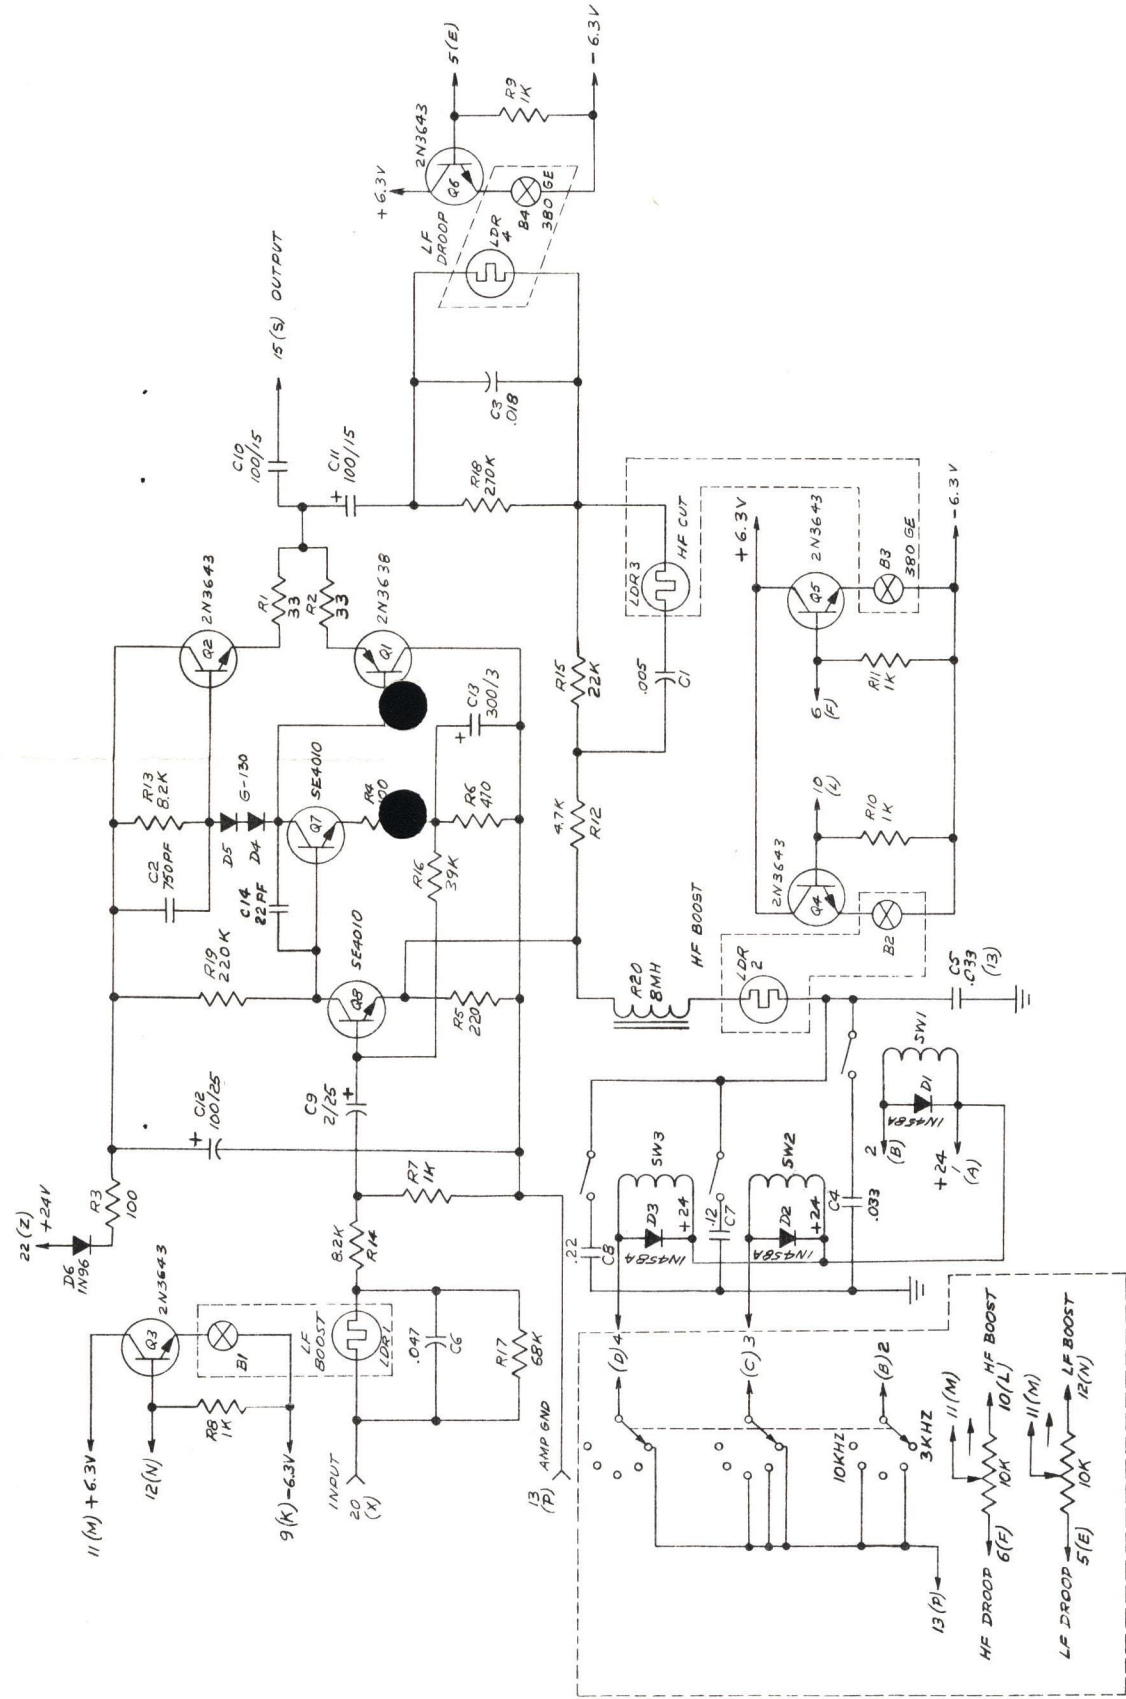 22 (Z)
+24V
D6
1N96
R3
100
C12
100/25
R19
220K
C2
750PF
R13
8.2K
D5
G-130
D4
C14
22PF
Q7
SE4010
R4
R16
39K
R6
470
C13
300/3
Q8
SE4010
R5
220
C9
2/25
R7
1K
8.2K
R14
Q2
2N3643
R1
33
R2
33
Q1
2N3638
C10
100/15
15(S) OUTPUT
C11
100/15
R18
270K
C3
.018
LF
DROOP
LDR
4
B4
380 GE
+6.3V
Q6
2N3643
5(E)
R9
1K
-6.3V
11(M) +6.3V
Q3
2N3643
12(N)
R8
1K
9(K) -6.3V
B1
LF
BOOST
LDR1
INPUT
20
(X)
.047
C6
R17
68K
13
(P)
AMP GND
4.7K
R12
R15
22K
.005
C1
LDR3
HF CUT
R20
8MH
HF BOOST
LDR
2
B2
Q4
2N3643
10
(L)
R10
1K
6
(F)
R11
1K
Q5
2N3643
B3
380 GE
+6.3V
-6.3V
C5
.033
(13)
SW1
D1
1N458A
2
(B)
+24
1
(A)
C4
.033
SW3
D3
+24
1N458A
.22
C8
.12
C7
SW2
D2
+24
1N458A
(D)4
(C) 3
(B)2
10KHZ
3KHZ
13(P)
11(M)
HF DROOP
6(F)
10K
10(L)
HF BOOST
11(M)
LF DROOP
5(E)
10K
12(N)
LF BOOST